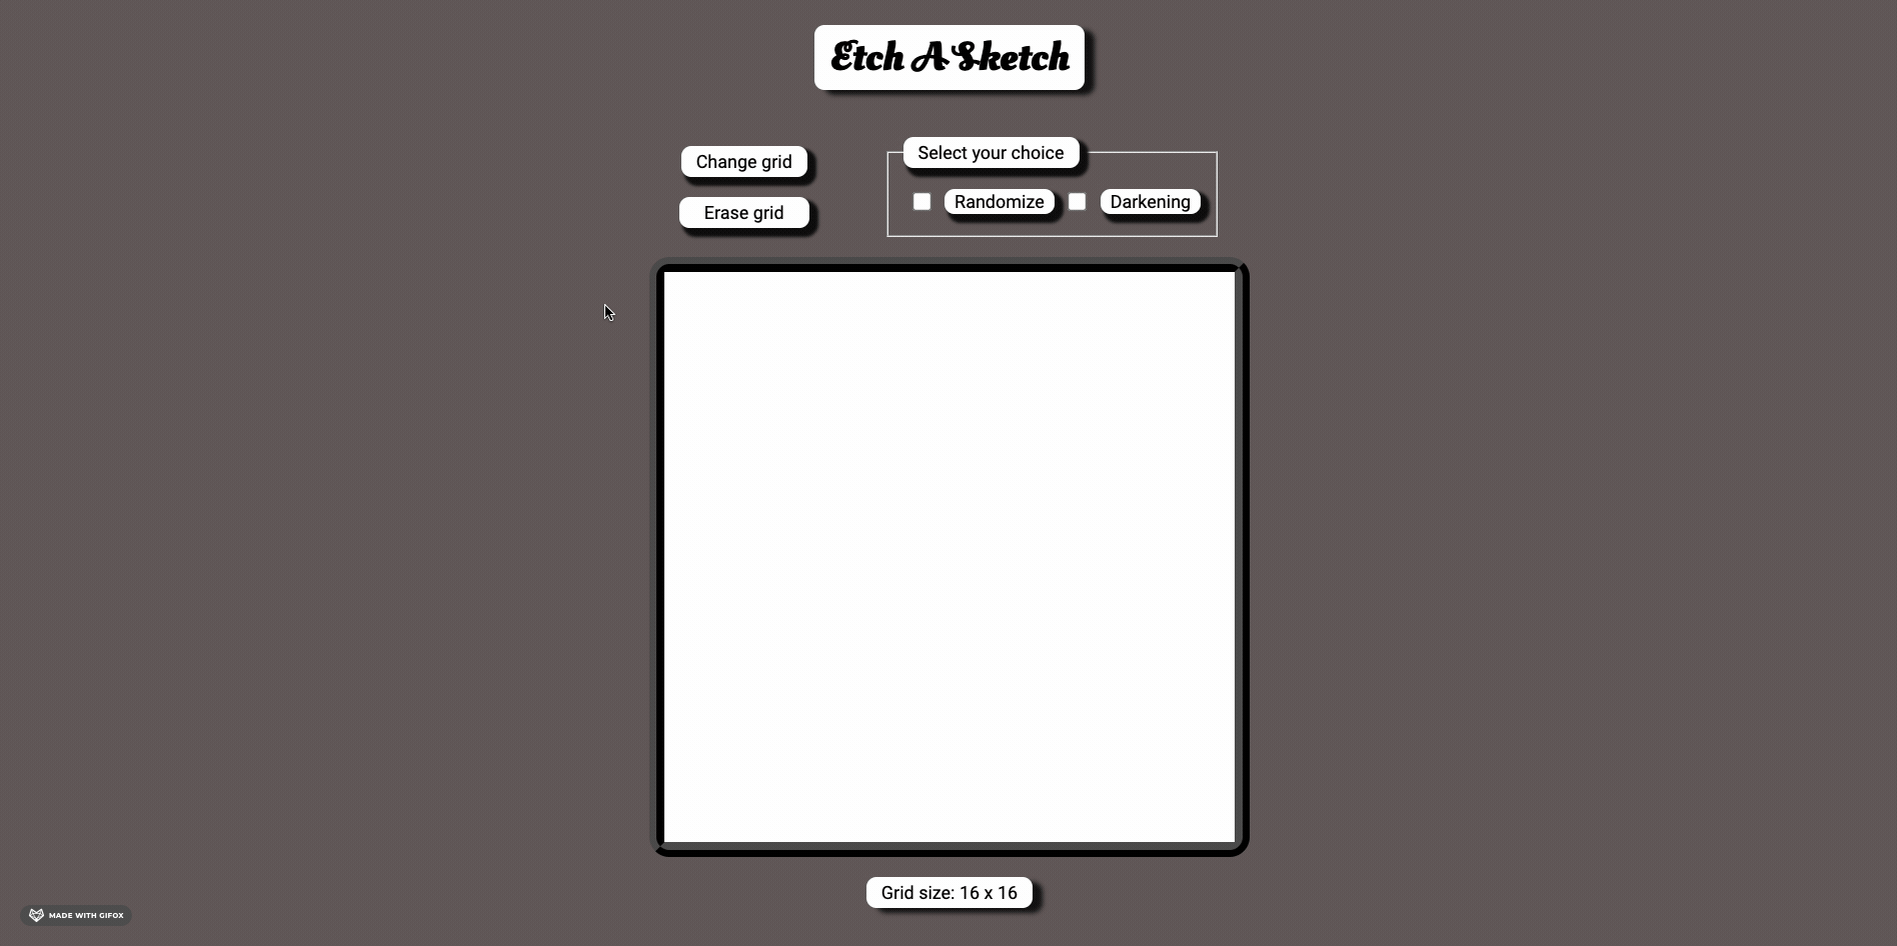 Etch A Sketch
Change grid
Select your choice
Randomize
Darkening
Erase grid
Grid size: 16 x 16
MADE WITH GIFOX